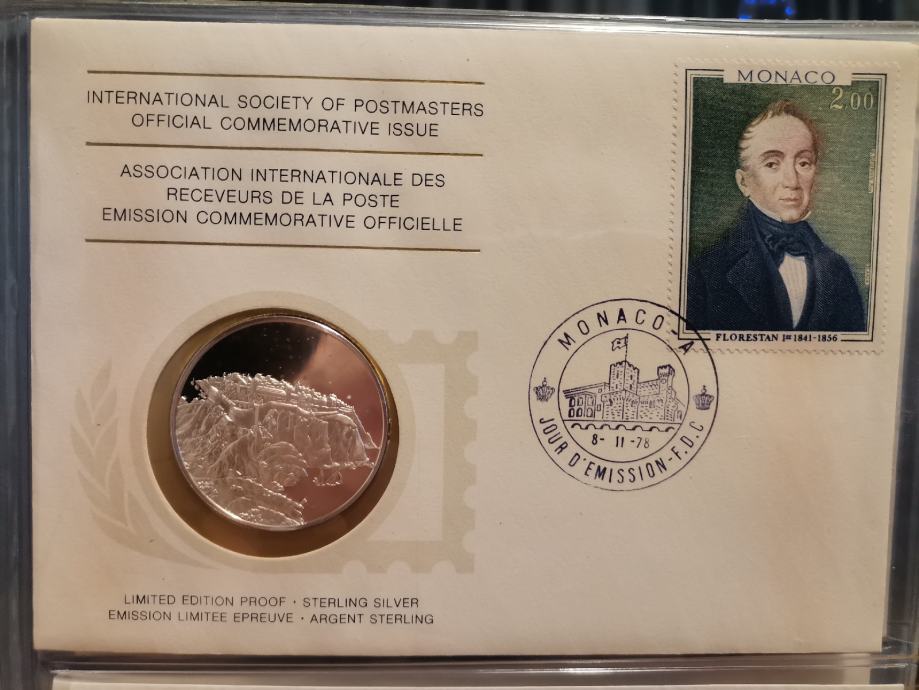 INTERNATIONAL SOCIETY OF POSTMASTERS
OFFICIAL COMMEMORATIVE ISSUE
ASSOCIATION INTERNATIONALE DES
RECEVEURS DE LA POSTE
EMISSION COMMEMORATIVE OFFICIELLE
MONACO
2.00
FLORESTAN Ier 1841-1856
MONACO-A
8-11-78
JOUR D'EMISSION-F.D.C
LIMITED EDITION PROOF · STERLING SILVER
EMISSION LIMITEE EPREUVE · ARGENT STERLING